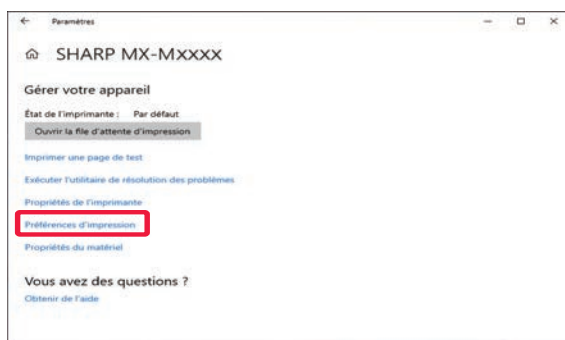 Paramètres
SHARP MX-MXXXX
Gérer votre appareil
État de l'imprimante : Par défaut
Ouvrir la file d'attente d'impression
Imprimer une page de test
Exécuter l'utilitaire de résolution des problèmes
Propriétés de l'imprimante
Préférences d'impression
Propriétés du matériel
Vous avez des questions ?
Obtenir de l'aide